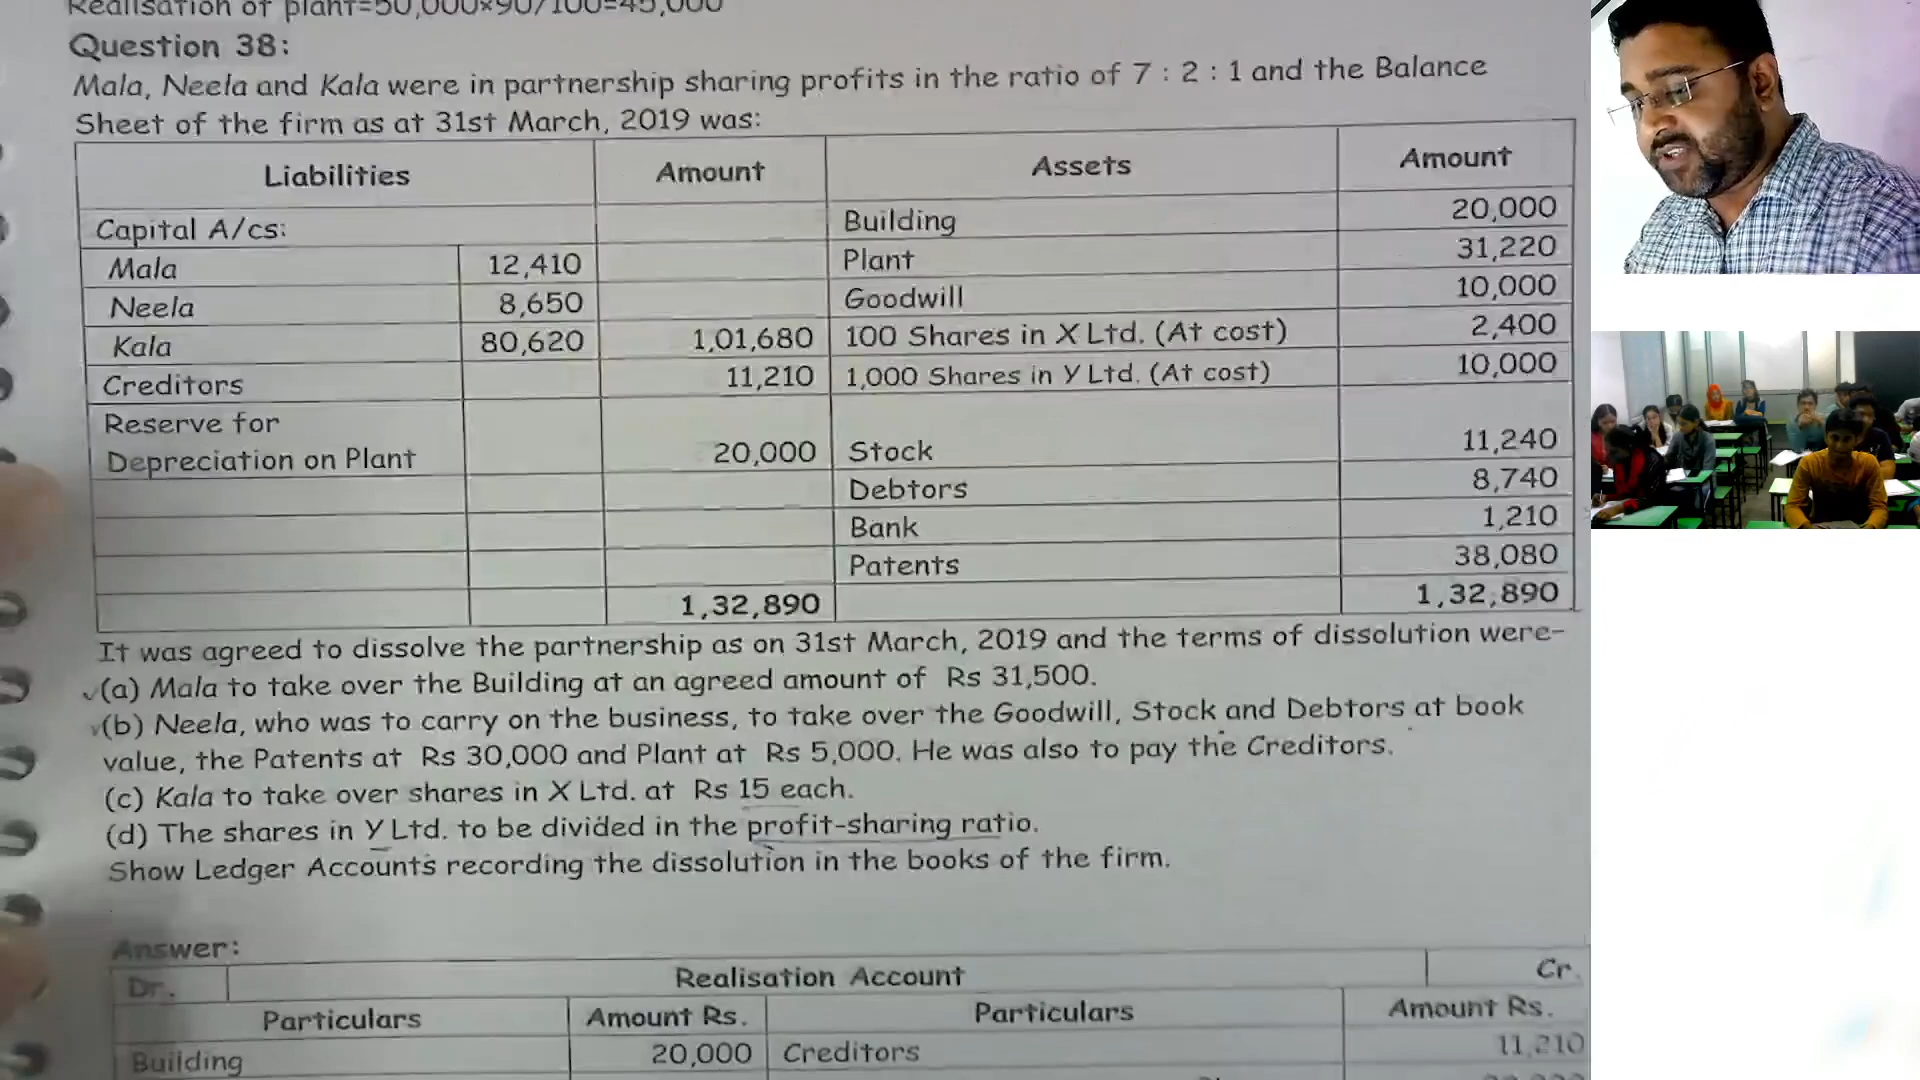 Realisation of plant=50,000×90/100=45,000
Question 38:
Mala, Neela and Kala were in partnership sharing profits in the ratio of 7 : 2 : 1 and the Balance
Sheet of the firm as at 31st March, 2019 was:
Liabilities Amount Assets Amount
Capital A/cs: Building 20,000
Mala 12,410 Plant 31,220
Neela 8,650 Goodwill 10,000
Kala 80,620 1,01,680 100 Shares in X Ltd. (At cost) 2,400
Creditors 11,210 1,000 Shares in Y Ltd. (At cost) 10,000
Reserve for
Depreciation on Plant 20,000 Stock 11,240
Debtors 8,740
Bank 1,210
Patents 38,080
1,32,890 1,32,890
It was agreed to dissolve the partnership as on 31st March, 2019 and the terms of dissolution were-
(a) Mala to take over the Building at an agreed amount of Rs 31,500.
(b) Neela, who was to carry on the business, to take over the Goodwill, Stock and Debtors at book
value, the Patents at Rs 30,000 and Plant at Rs 5,000. He was also to pay the Creditors.
(c) Kala to take over shares in X Ltd. at Rs 15 each.
(d) The shares in Y Ltd. to be divided in the profit-sharing ratio.
Show Ledger Accounts recording the dissolution in the books of the firm.
Answer:
Dr. Realisation Account Cr.
Particulars Amount Rs. Particulars Amount Rs.
Building 20,000 Creditors 11,210